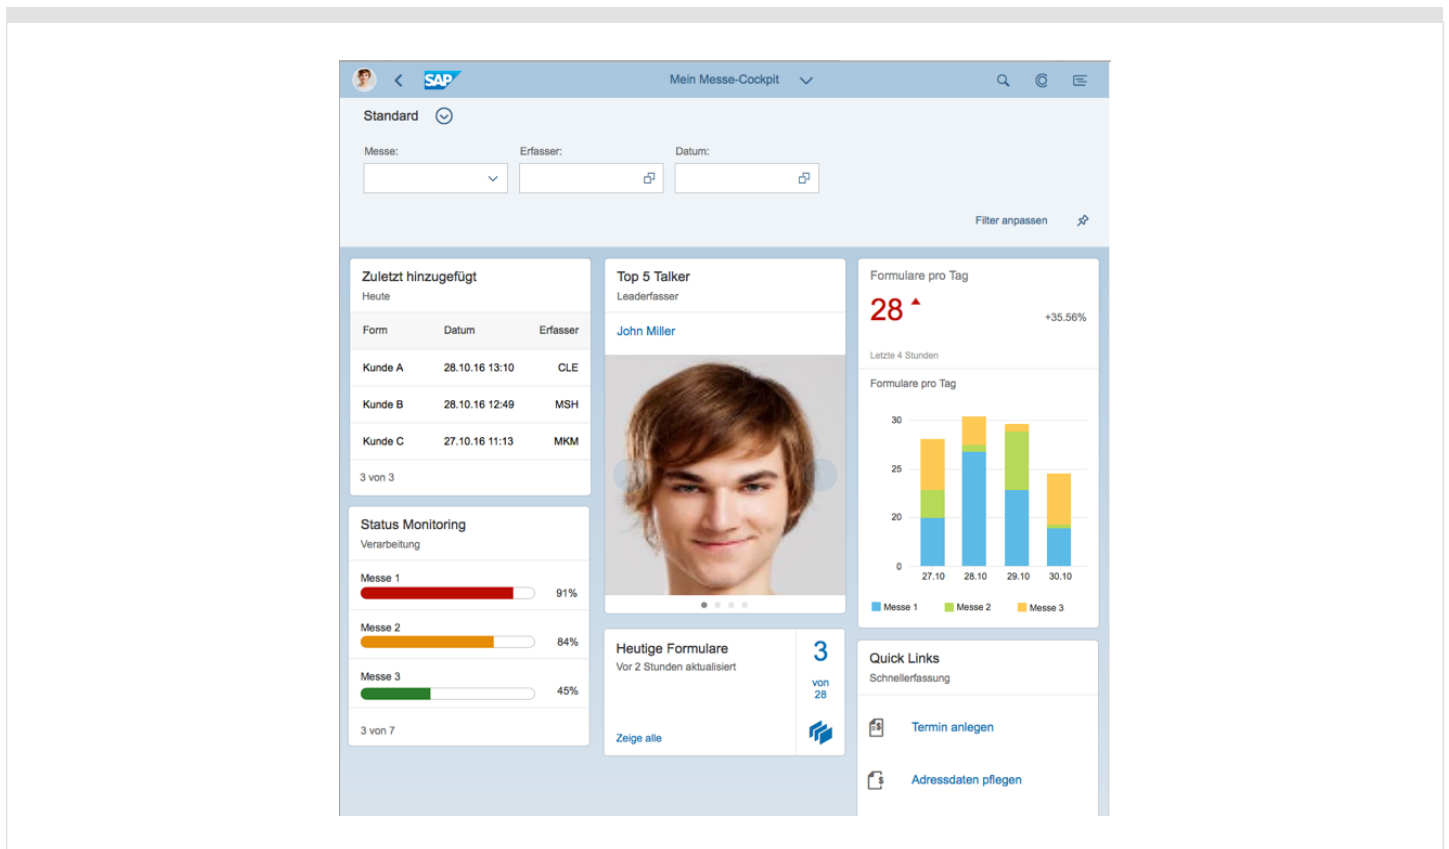 SAP
Mein Messe-Cockpit
Standard
Messe:
Erfasser:
Datum:
Filter anpassen
Zuletzt hinzugefügt
Heute
Form Datum Erfasser
Kunde A 28.10.16 13:10 CLE
Kunde B 28.10.16 12:49 MSH
Kunde C 27.10.16 11:13 MKM
3 von 3
Status Monitoring
Verarbeitung
Messe 1
91%
Messe 2
84%
Messe 3
45%
3 von 7
Top 5 Talker
Leaderfasser
John Miller
Heutige Formulare
Vor 2 Stunden aktualisiert
3
von
28
Zeige alle
Formulare pro Tag
28
+35.56%
Letzte 4 Stunden
Formulare pro Tag
30
25
20
0
27.10 28.10 29.10 30.10
Messe 1 Messe 2 Messe 3
Quick Links
Schnellerfassung
Termin anlegen
Adressdaten pflegen